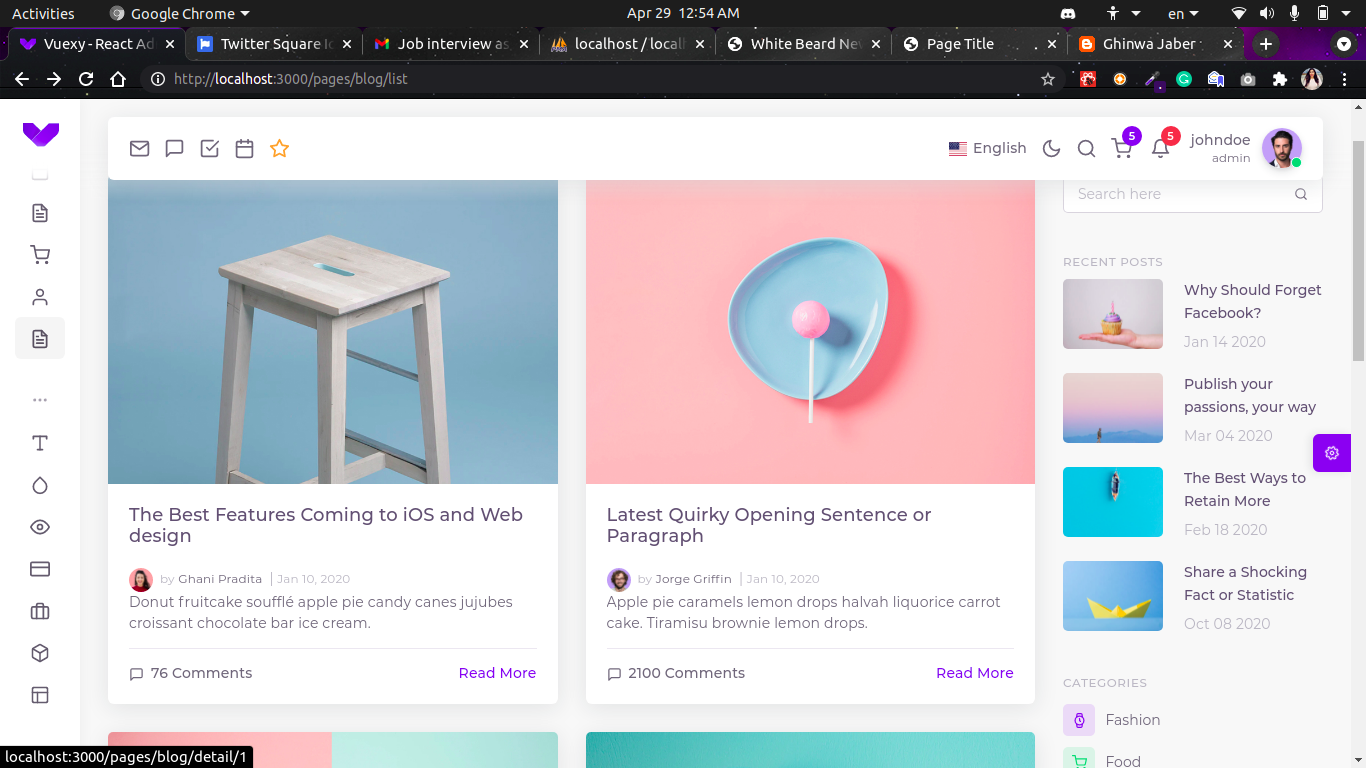 Activities
Google Chrome
Apr 29 12:54 AM
en
Vuexy - React Ad
Twitter Square Ic
Job interview as
localhost / locall
White Beard Nev
Page Title
Ghinwa Jaber
http://localhost:3000/pages/blog/list
English
5
5
johndoe
admin
Search here
The Best Features Coming to iOS and Web
design
by Ghani Pradita | Jan 10, 2020
Donut fruitcake soufflé apple pie candy canes jujubes
croissant chocolate bar ice cream.
76 Comments
Read More
Latest Quirky Opening Sentence or
Paragraph
by Jorge Griffin | Jan 10, 2020
Apple pie caramels lemon drops halvah liquorice carrot
cake. Tiramisu brownie lemon drops.
2100 Comments
Read More
RECENT POSTS
Why Should Forget
Facebook?
Jan 14 2020
Publish your
passions, your way
Mar 04 2020
The Best Ways to
Retain More
Feb 18 2020
Share a Shocking
Fact or Statistic
Oct 08 2020
CATEGORIES
Fashion
Food
localhost:3000/pages/blog/detail/1